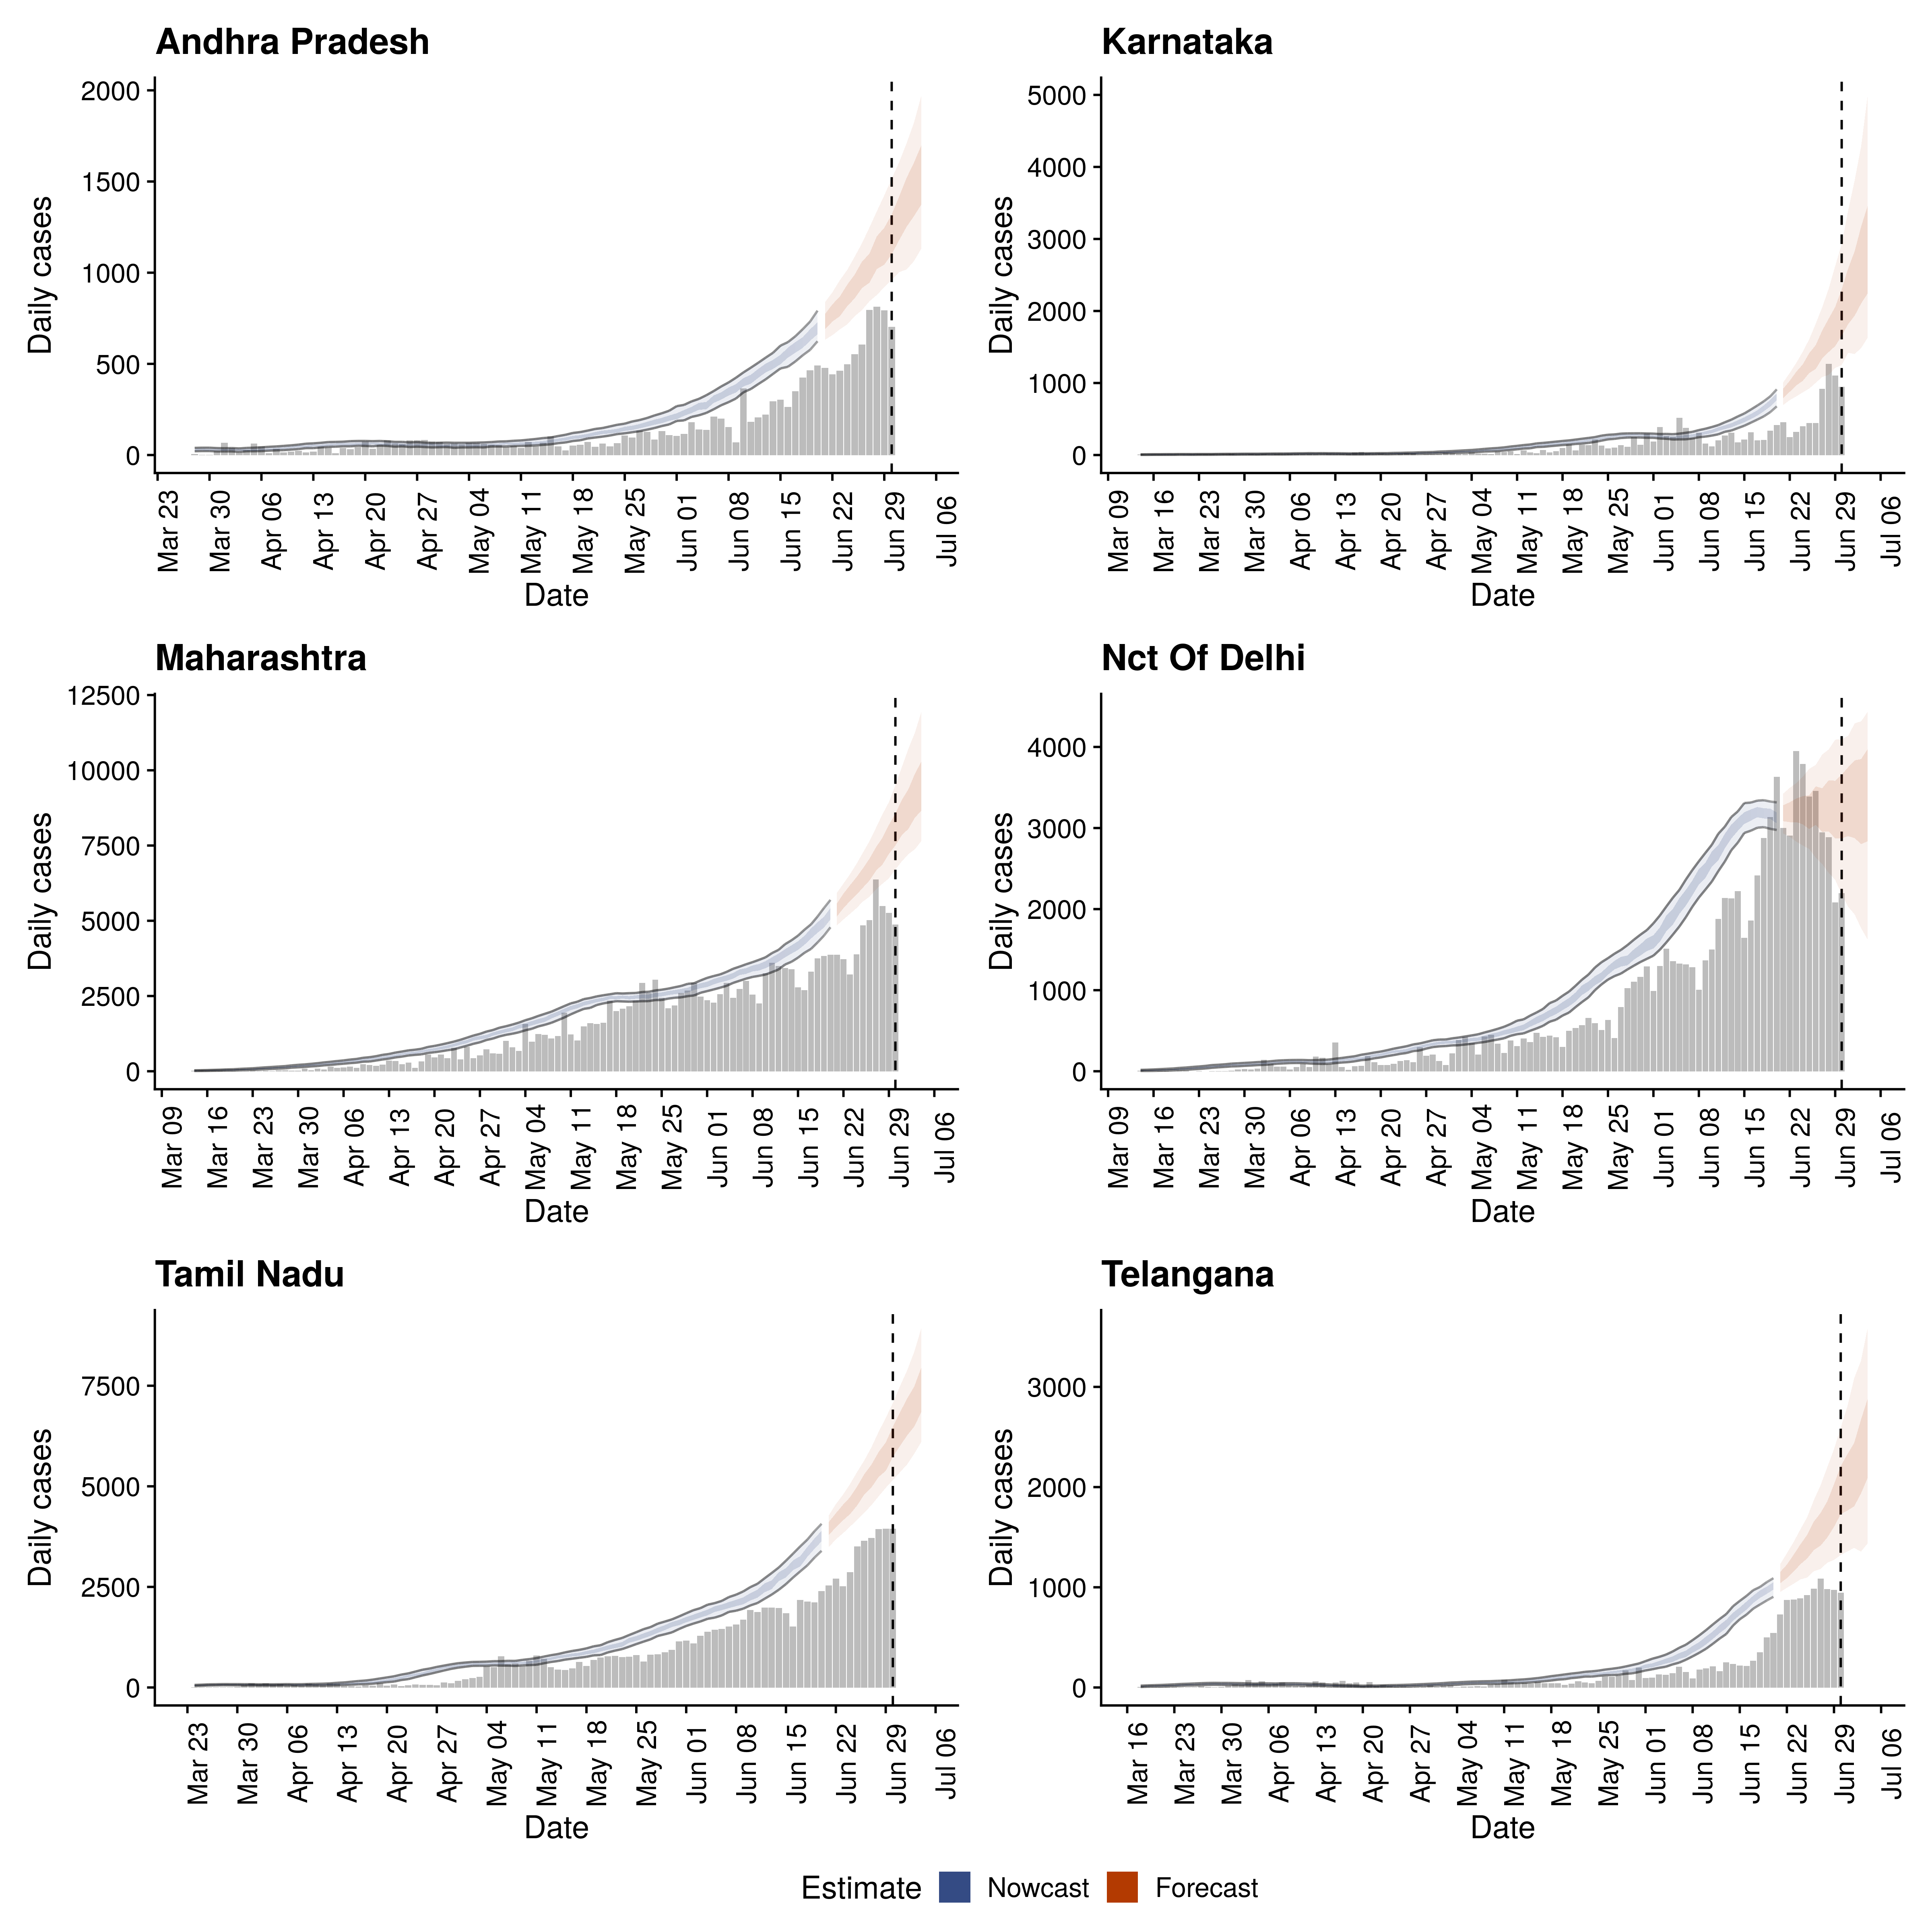 Andhra Pradesh
Daily cases
2000
1500
1000
500
0
Mar 23
Mar 30
Apr 06
Apr 13
Apr 20
Apr 27
May 04
May 11
May 18
May 25
Jun 01
Jun 08
Jun 15
Jun 22
Jun 29
Jul 06
Date
Karnataka
Daily cases
5000
4000
3000
2000
1000
0
Mar 09
Mar 16
Mar 23
Mar 30
Apr 06
Apr 13
Apr 20
Apr 27
May 04
May 11
May 18
May 25
Jun 01
Jun 08
Jun 15
Jun 22
Jun 29
Jul 06
Date
Maharashtra
Daily cases
12500
10000
7500
5000
2500
0
Mar 09
Mar 16
Mar 23
Mar 30
Apr 06
Apr 13
Apr 20
Apr 27
May 04
May 11
May 18
May 25
Jun 01
Jun 08
Jun 15
Jun 22
Jun 29
Jul 06
Date
Nct Of Delhi
Daily cases
4000
3000
2000
1000
0
Mar 09
Mar 16
Mar 23
Mar 30
Apr 06
Apr 13
Apr 20
Apr 27
May 04
May 11
May 18
May 25
Jun 01
Jun 08
Jun 15
Jun 22
Jun 29
Jul 06
Date
Tamil Nadu
Daily cases
7500
5000
2500
0
Mar 23
Mar 30
Apr 06
Apr 13
Apr 20
Apr 27
May 04
May 11
May 18
May 25
Jun 01
Jun 08
Jun 15
Jun 22
Jun 29
Jul 06
Date
Telangana
Daily cases
3000
2000
1000
0
Mar 16
Mar 23
Mar 30
Apr 06
Apr 13
Apr 20
Apr 27
May 04
May 11
May 18
May 25
Jun 01
Jun 08
Jun 15
Jun 22
Jun 29
Jul 06
Date
Estimate Nowcast Forecast